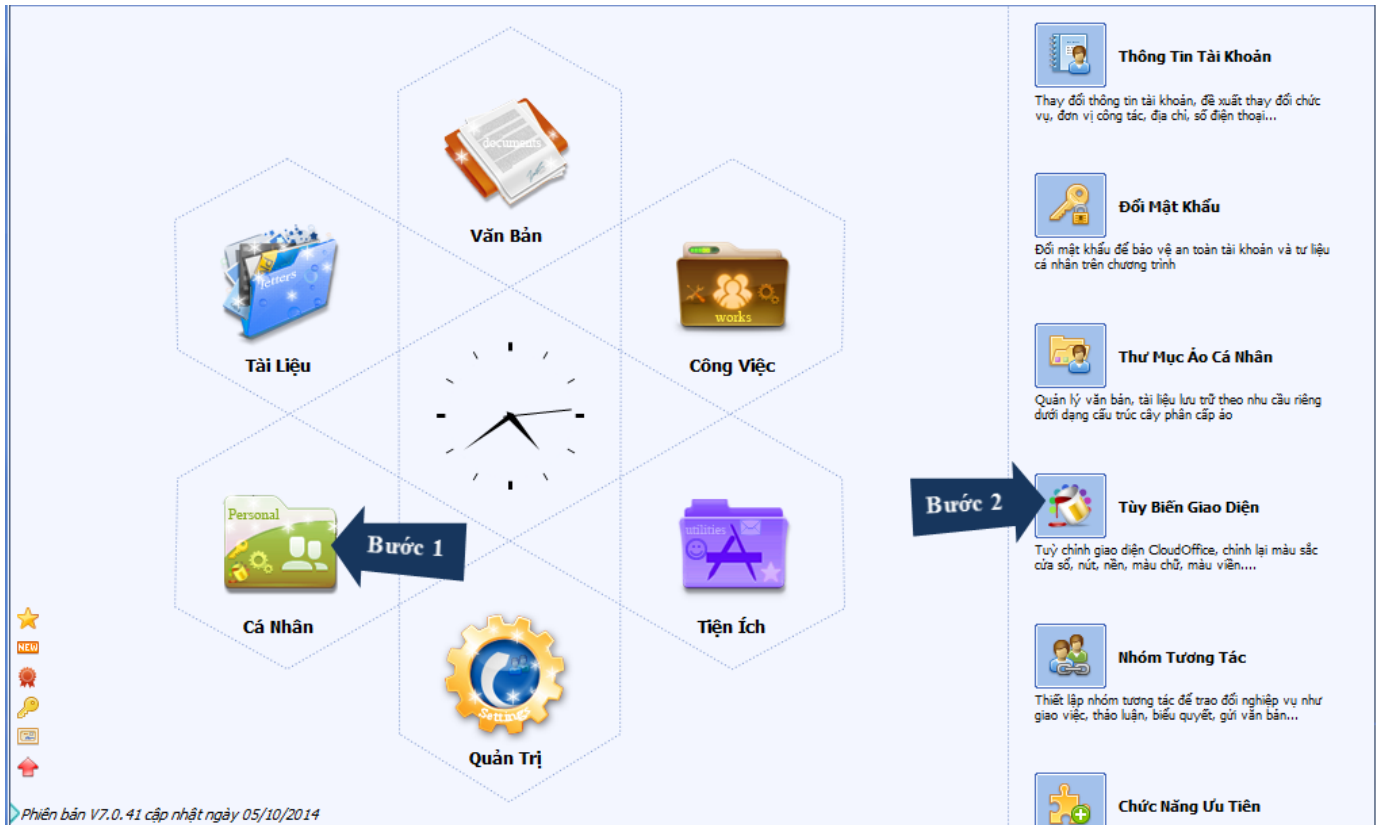 documents
Văn Bản
letters
Tài Liệu
works
Công Việc
Personal
Bước 1
Cá Nhân
utilities
Tiện Ích
Settings
Quản Trị
NEW
Phiên bản V7.0.41 cập nhật ngày 05/10/2014
Thông Tin Tài Khoản
Thay đổi thông tin tài khoản, đề xuất thay đổi chức
vụ, đơn vị công tác, địa chỉ, số điện thoại...
Đổi Mật Khẩu
Đổi mật khẩu để bảo vệ an toàn tài khoản và tư liệu
cá nhân trên chương trình
Thư Mục Ảo Cá Nhân
Quản lý văn bản, tài liệu lưu trữ theo nhu cầu riêng
dưới dạng cấu trúc cây phân cấp ảo
Bước 2
Tùy Biến Giao Diện
Tuỳ chỉnh giao diện CloudOffice, chỉnh lại màu sắc
cửa sổ, nút, nền, màu chữ, màu viền....
Nhóm Tương Tác
Thiết lập nhóm tương tác để trao đổi nghiệp vụ như
giao việc, thảo luận, biểu quyết, gửi văn bản...
Chức Năng Ưu Tiên